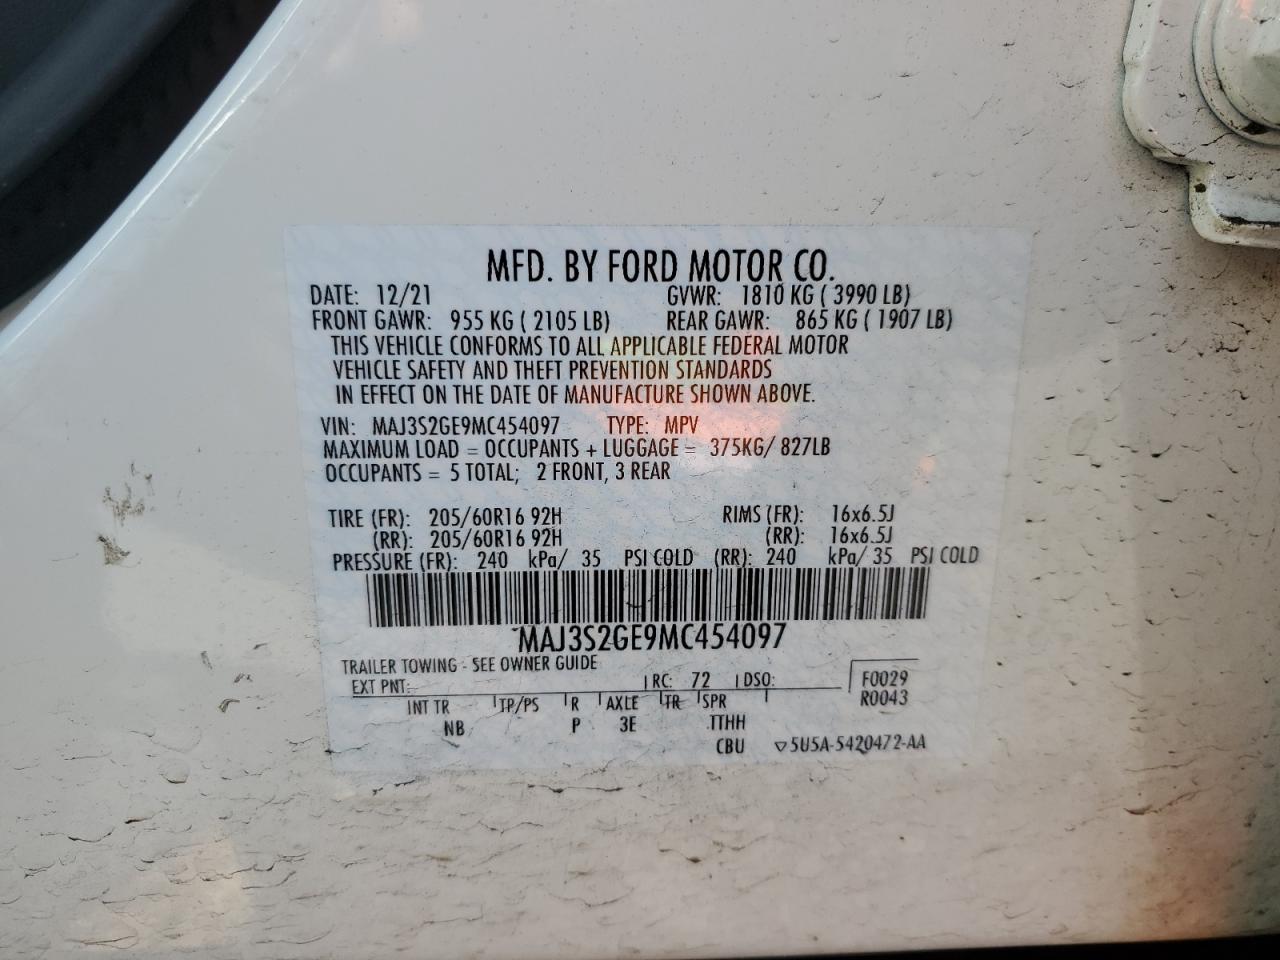 MFD. BY FORD MOTOR CO.
DATE: 12/21 GVWR: 1810 KG ( 3990 LB)
FRONT GAWR: 955 KG ( 2105 LB) REAR GAWR: 865 KG ( 1907 LB)
THIS VEHICLE CONFORMS TO ALL APPLICABLE FEDERAL MOTOR
VEHICLE SAFETY AND THEFT PREVENTION STANDARDS
IN EFFECT ON THE DATE OF MANUFACTURE SHOWN ABOVE.
VIN: MAJ3S2GE9MC454097 TYPE: MPV
MAXIMUM LOAD = OCCUPANTS + LUGGAGE = 375KG/ 827LB
OCCUPANTS = 5 TOTAL; 2 FRONT, 3 REAR
TIRE (FR): 205/60R16 92H RIMS (FR): 16x6.5J
(RR): 205/60R16 92H (RR): 16x6.5J
PRESSURE (FR): 240 kPa/ 35 PSI COLD (RR): 240 kPa/ 35 PSI COLD
MAJ3S2GE9MC454097
TRAILER TOWING - SEE OWNER GUIDE
EXT PNT: RC: 72 DSO: F0029
R0043
INT TR TP/PS R AXLE TR SPR
NB P 3E TTHH
CBU ▽5U5A-5420472-AA